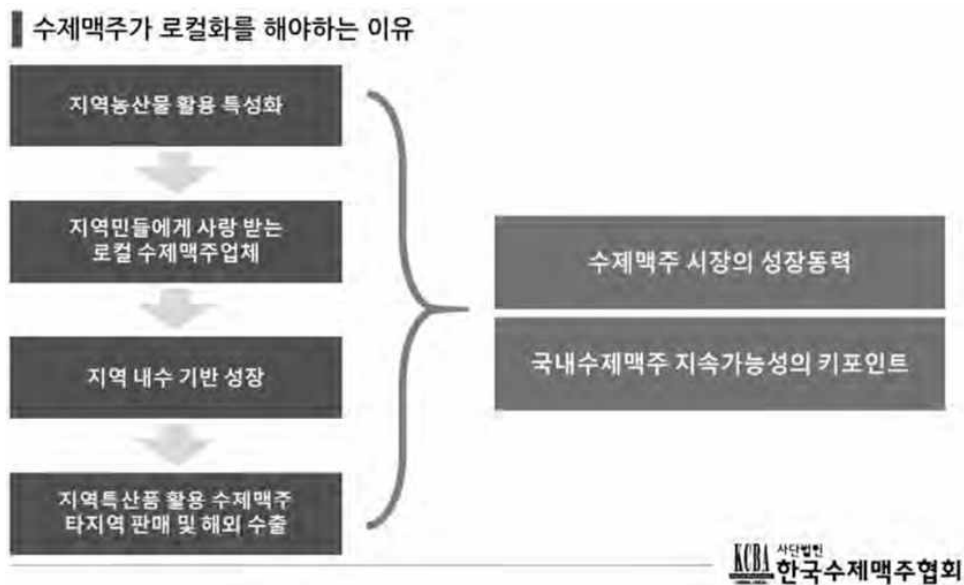 수제맥주가 로컬화를 해야하는 이유
지역농산물 활용 특성화
지역민들에게 사랑 받는
로컬 수제맥주업체
지역 내수 기반 성장
지역특산품 활용 수제맥주
타지역 판매 및 해외 수출
수제맥주 시장의 성장동력
국내수제맥주 지속가능성의 키포인트
KCBA 사단법인
한국수제맥주협회